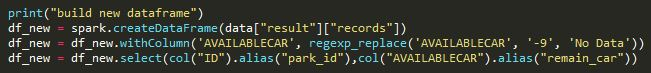 print("build new dataframe")
df_new = spark.createDataFrame(data["result"]["records"])
df_new = df_new.withColumn('AVAILABLECAR', regexp_replace('AVAILABLECAR', '-9', 'No Data'))
df_new = df_new.select(col("ID").alias("park_id"),col("AVAILABLECAR").alias("remain_car"))